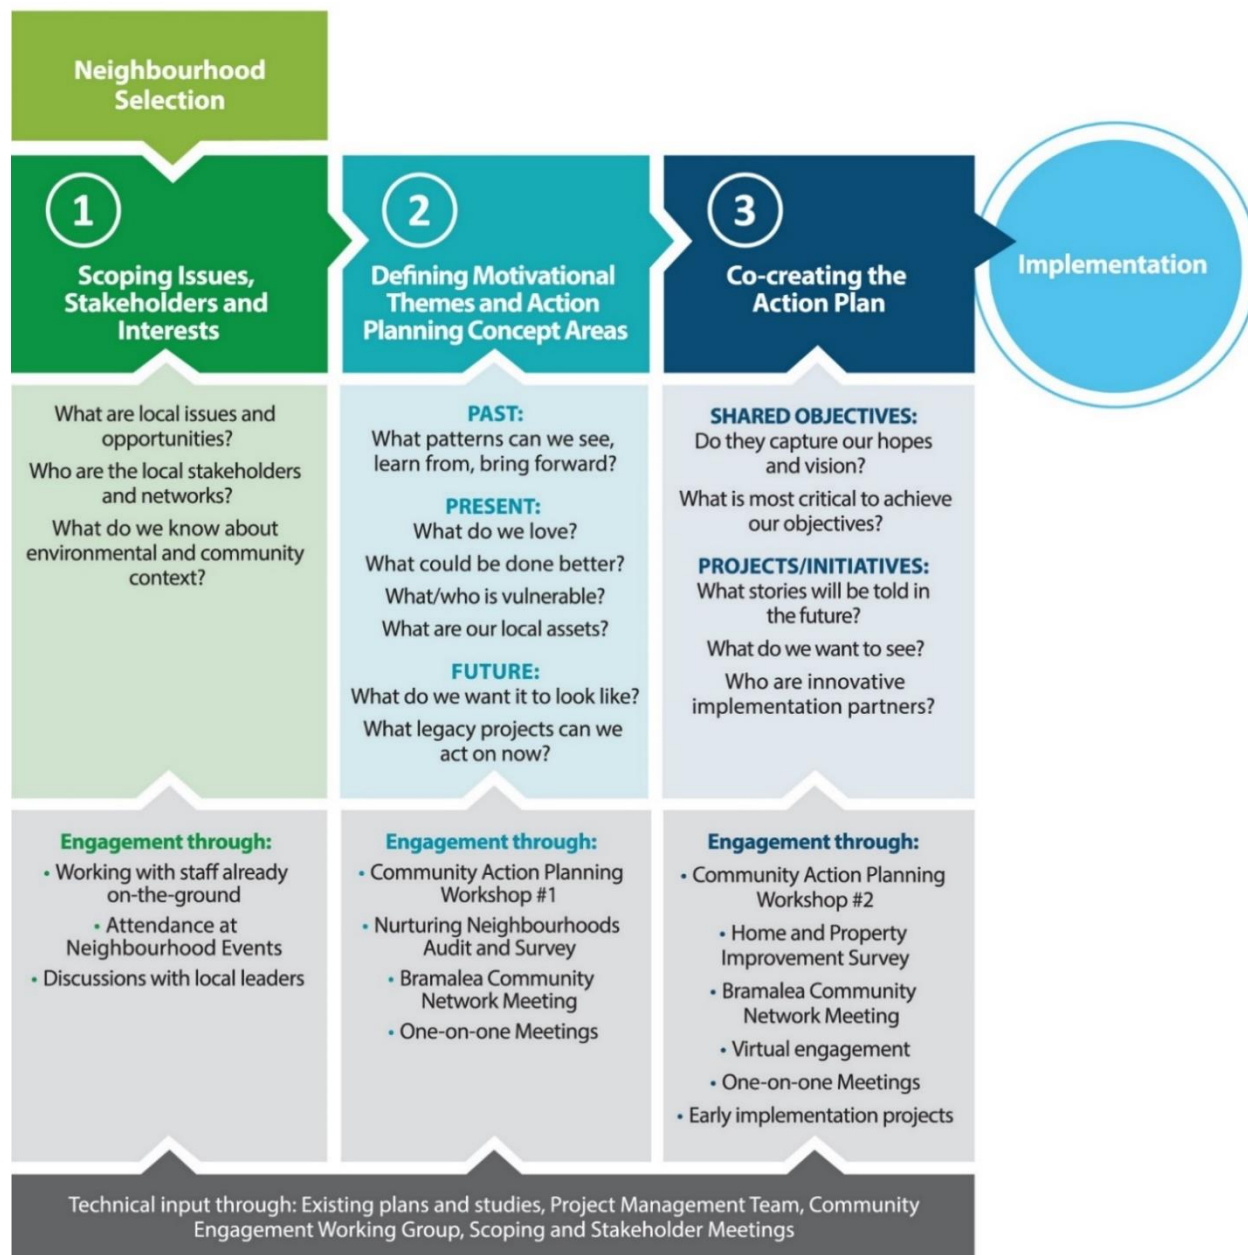 Neighbourhood
Selection
1
Scoping Issues,
Stakeholders and
Interests
What are local issues and
opportunities?
Who are the local stakeholders
and networks?
What do we know about
environmental and community
context?
Engagement through:
• Working with staff already
on-the-ground
• Attendance at
Neighbourhood Events
• Discussions with local leaders
2
Defining Motivational
Themes and Action
Planning Concept Areas
PAST:
What patterns can we see,
learn from, bring forward?
PRESENT:
What do we love?
What could be done better?
What/who is vulnerable?
What are our local assets?
FUTURE:
What do we want it to look like?
What legacy projects can we
act on now?
Engagement through:
• Community Action Planning
Workshop #1
• Nurturing Neighbourhoods
Audit and Survey
• Bramalea Community
Network Meeting
• One-on-one Meetings
3
Co-creating the
Action Plan
SHARED OBJECTIVES:
Do they capture our hopes
and vision?
What is most critical to achieve
our objectives?
PROJECTS/INITIATIVES:
What stories will be told in
the future?
What do we want to see?
Who are innovative
implementation partners?
Engagement through:
• Community Action Planning
Workshop #2
• Home and Property
Improvement Survey
• Bramalea Community
Network Meeting
• Virtual engagement
• One-on-one Meetings
• Early implementation projects
Implementation
Technical input through: Existing plans and studies, Project Management Team, Community
Engagement Working Group, Scoping and Stakeholder Meetings